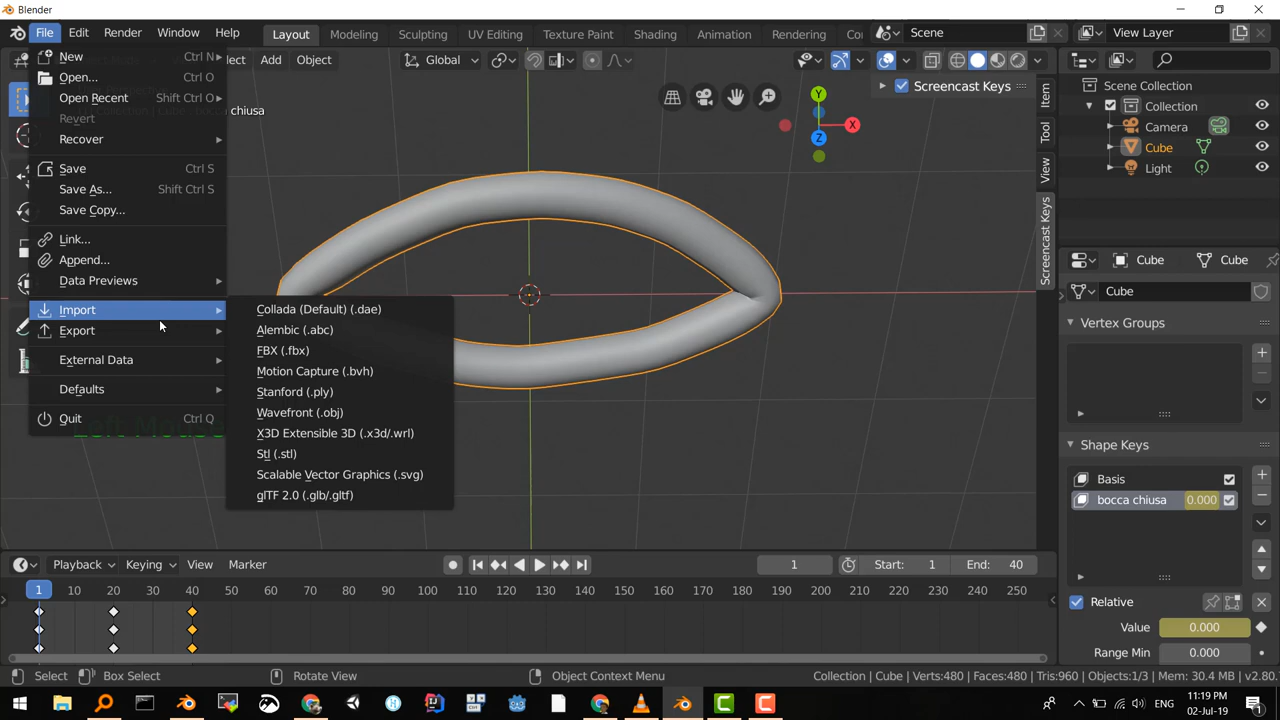 Blender
File Edit Render Window Help Layout Modeling Sculpting UV Editing Texture Paint Shading Animation Rendering Co Scene View Layer
New Ctrl N
Open... Ctrl O
Open Recent Shift Ctrl O
Revert
Recover
Save Ctrl S
Save As... Shift Ctrl S
Save Copy...
Link...
Append...
Data Previews
Import
Export
External Data
Defaults
Quit Ctrl Q
Collada (Default) (.dae)
Alembic (.abc)
FBX (.fbx)
Motion Capture (.bvh)
Stanford (.ply)
Wavefront (.obj)
X3D Extensible 3D (.x3d/.wrl)
Stl (.stl)
Scalable Vector Graphics (.svg)
glTF 2.0 (.glb/.gltf)
lect Add Object Global
occa chiusa
Left Mouse
Screencast Keys
Y
X
Z
Item
Tool
View
Screencast Keys
Scene Collection
Collection
Camera
Cube
Light
Cube Cube
Cube
Vertex Groups
Shape Keys
Basis
bocca chiusa 0.000
Relative
Value 0.000
Range Min 0.000
Playback Keying View Marker 1 Start: 1 End: 40
1 10 20 30 40 50 60 70 80 90 100 110 120 130 140 150 160 170 180 190 200 210 220 230 240 250
Select Box Select Rotate View Object Context Menu Collection | Cube | Verts:480 | Faces:480 | Tris:960 | Objects:1/3 | Mem: 30.4 MB | v2.80.
ENG 11:19 PM
02-Jul-19
1